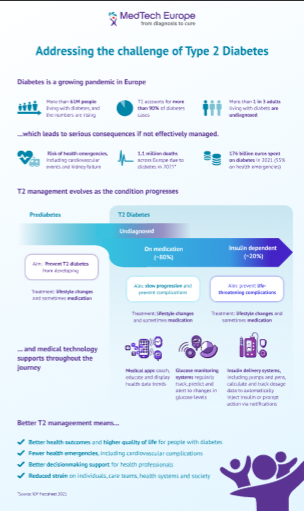 MedTech Europe
from diagnosis to cure
Addressing the challenge of Type 2 Diabetes
Diabetes is a growing pandemic in Europe
More than 61M people
living with diabetes, and
the numbers are rising
T2 accounts for more
than 90% of diabetes
cases
More than 1 in 3 adults
living with diabetes are
undiagnosed
...which leads to serious consequences if not effectively managed.
Risk of health emergencies,
including cardiovascular
events and kidney failure
1.1 million deaths
across Europe due to
diabetes in 2021*
176 billion euros spent
on diabetes in 2021
on health emergencies)
T2 management evolves as the condition progresses
Prediabetes
T2 Diabetes
Undiagnosed
On medication
(~80%)
Insulin dependent
(~20%)
Aim: Prevent T2 diabetes
from developing
Aim: slow progression and
prevent complications
Aim: prevent life-
threatening complications
Treatment: lifestyle changes
and sometimes medication
Treatment: lifestyle changes
and sometimes medication
Treatment: lifestyle changes and
sometimes medication
... and medical technology
supports throughout the
journey
Medical apps coach,
educate and display
health data trends
Glucose monitoring
systems regularly
track, predict and
alert to changes in
glucose levels
Insulin delivery systems,
including pumps and pens,
calculate and track dosage
data to automatically
inject insulin or prompt
action via notifications
Better T2 management means...
Better health outcomes and higher quality of life for people with diabetes
Fewer health emergencies, including cardiovascular complications
Better decisionmaking support for health professionals
Reduced strain on individuals, care teams, health systems and society
*Source: IDF Factsheet 2021